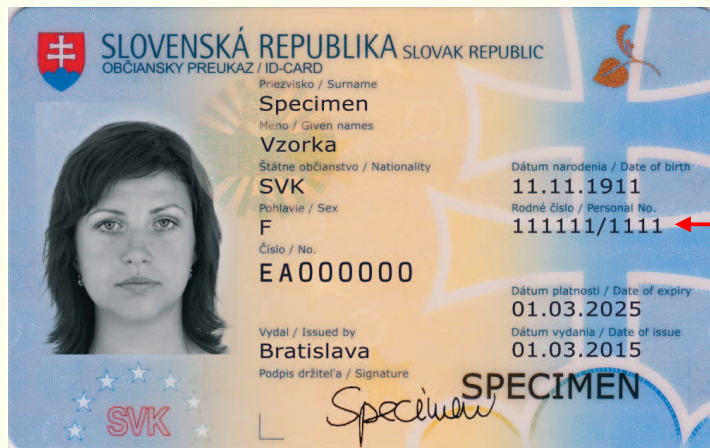 SLOVENSKÁ REPUBLIKA SLOVAK REPUBLIC
OBČIANSKY PREUKAZ / ID-CARD
Priezvisko / Surname
Specimen
Meno / Given names
Vzorka
Štátne občianstvo / Nationality
SVK
Dátum narodenia / Date of birth
11.11.1911
Pohlavie / Sex
F
Rodné číslo / Personal No.
111111/1111
Číslo / No.
EA000000
Dátum platnosti / Date of expiry
01.03.2025
Vydal / Issued by
Bratislava
Dátum vydania / Date of issue
01.03.2015
Podpis držiteľa / Signature
Specimen
SPECIMEN
SVK